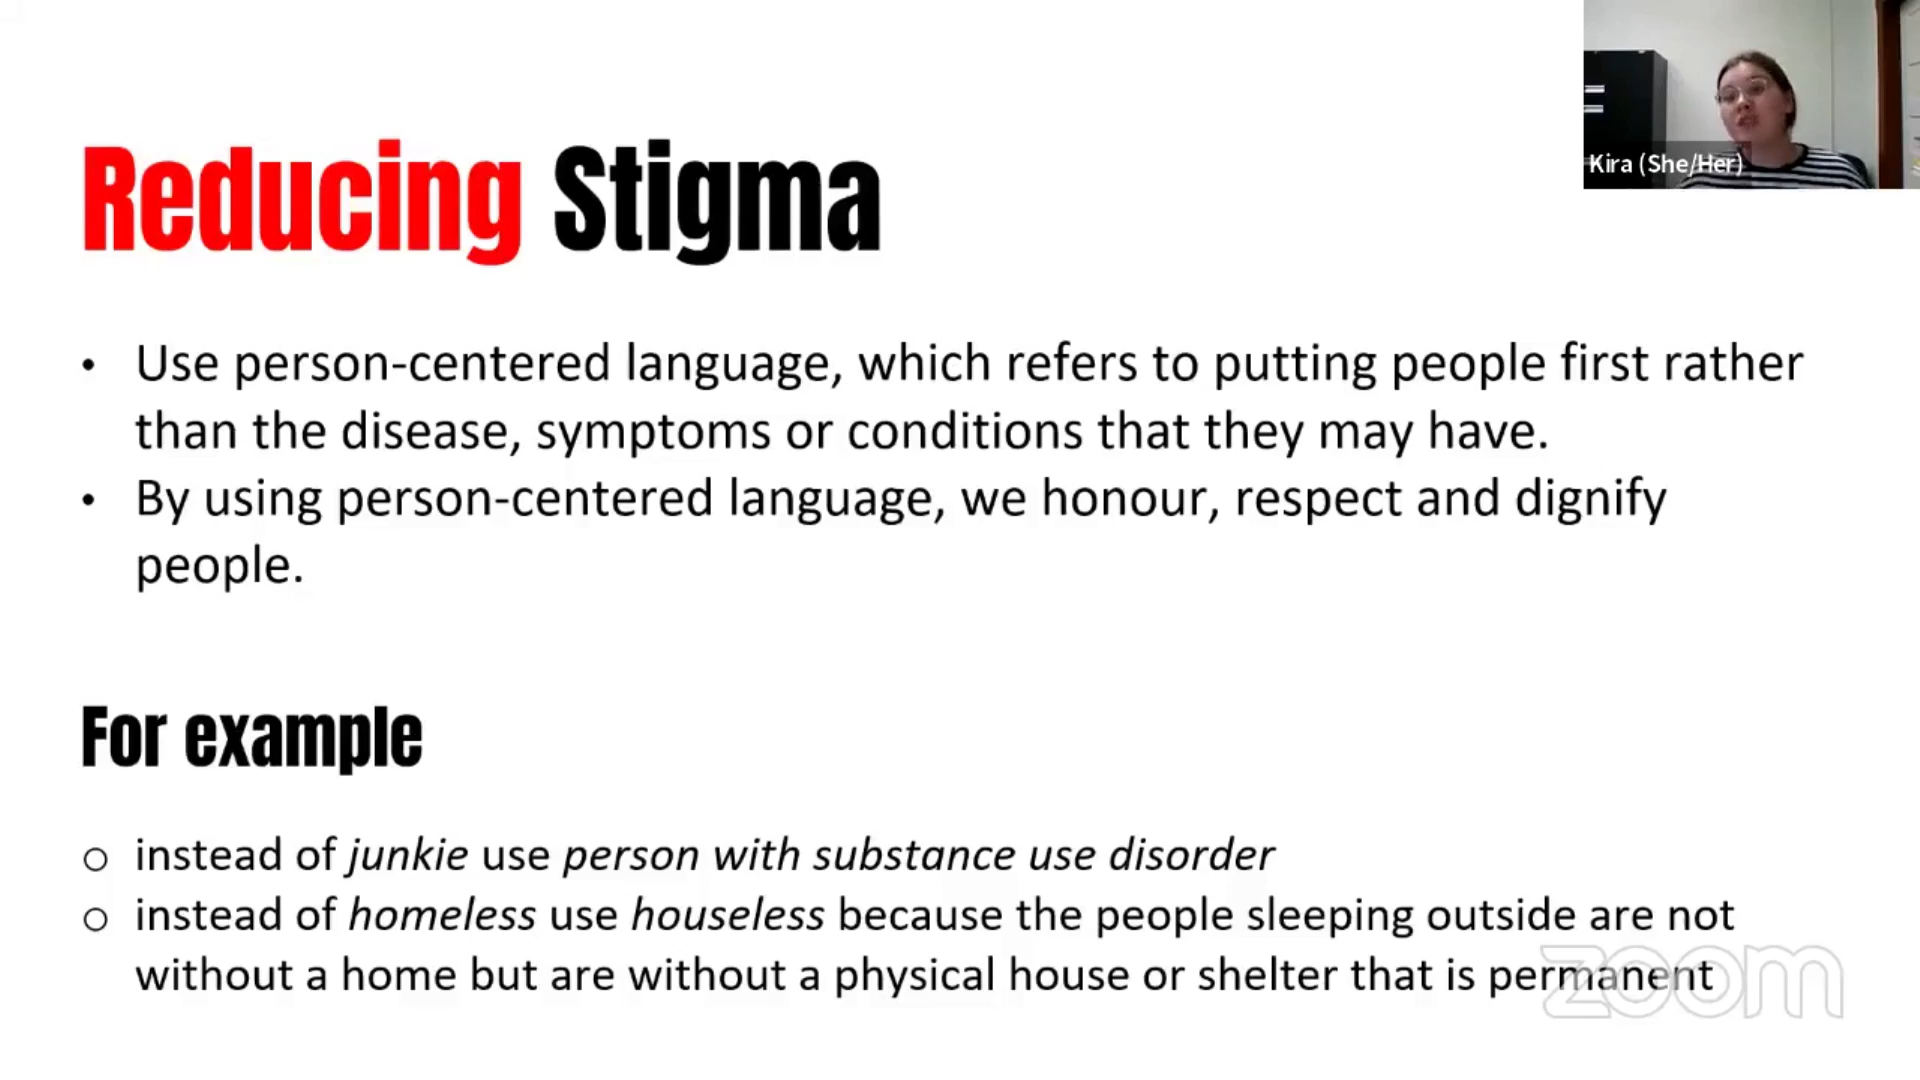 Kira (She/Her)
Reducing Stigma
• Use person-centered language, which refers to putting people first rather
than the disease, symptoms or conditions that they may have.
• By using person-centered language, we honour, respect and dignify
people.
For example
o instead of junkie use person with substance use disorder
o instead of homeless use houseless because the people sleeping outside are not
without a home but are without a physical house or shelter that is permanent
zoom